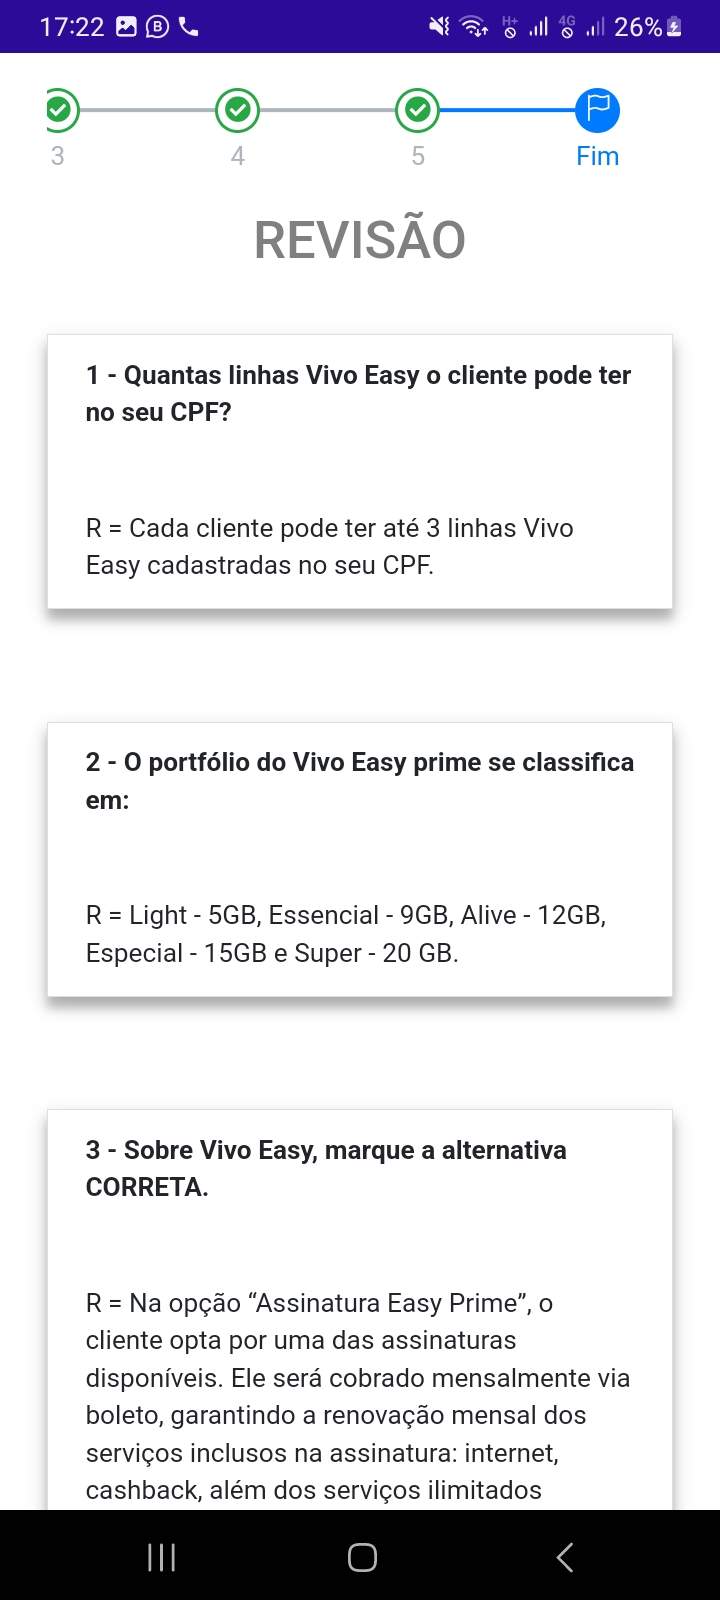 17:22
H+
4G
26%
3
4
5
Fim
REVISÃO
1 - Quantas linhas Vivo Easy o cliente pode ter
no seu CPF?
R = Cada cliente pode ter até 3 linhas Vivo
Easy cadastradas no seu CPF.
2 - O portfólio do Vivo Easy prime se classifica
em:
R = Light - 5GB, Essencial - 9GB, Alive - 12GB,
Especial - 15GB e Super - 20 GB.
3 - Sobre Vivo Easy, marque a alternativa
CORRETA.
R = Na opção “Assinatura Easy Prime”, o
cliente opta por uma das assinaturas
disponíveis. Ele será cobrado mensalmente via
boleto, garantindo a renovação mensal dos
serviços inclusos na assinatura: internet,
cashback, além dos serviços ilimitados